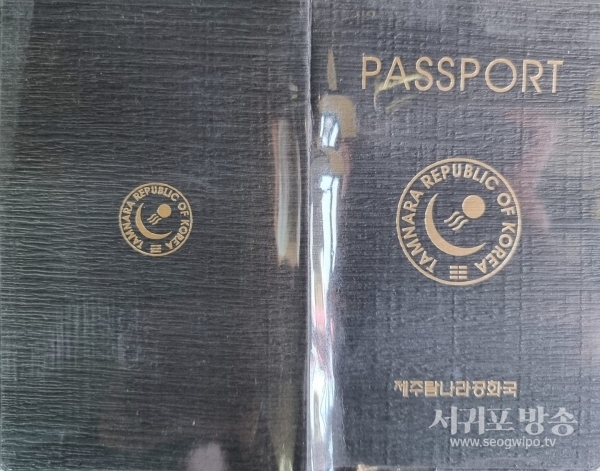 TAMNARA REPUBLIC OF KOREA
PASSPORT
TAMNARA REPUBLIC OF KOREA
제주탐나라공화국
서귀포 방송
www.seogwipo.tv